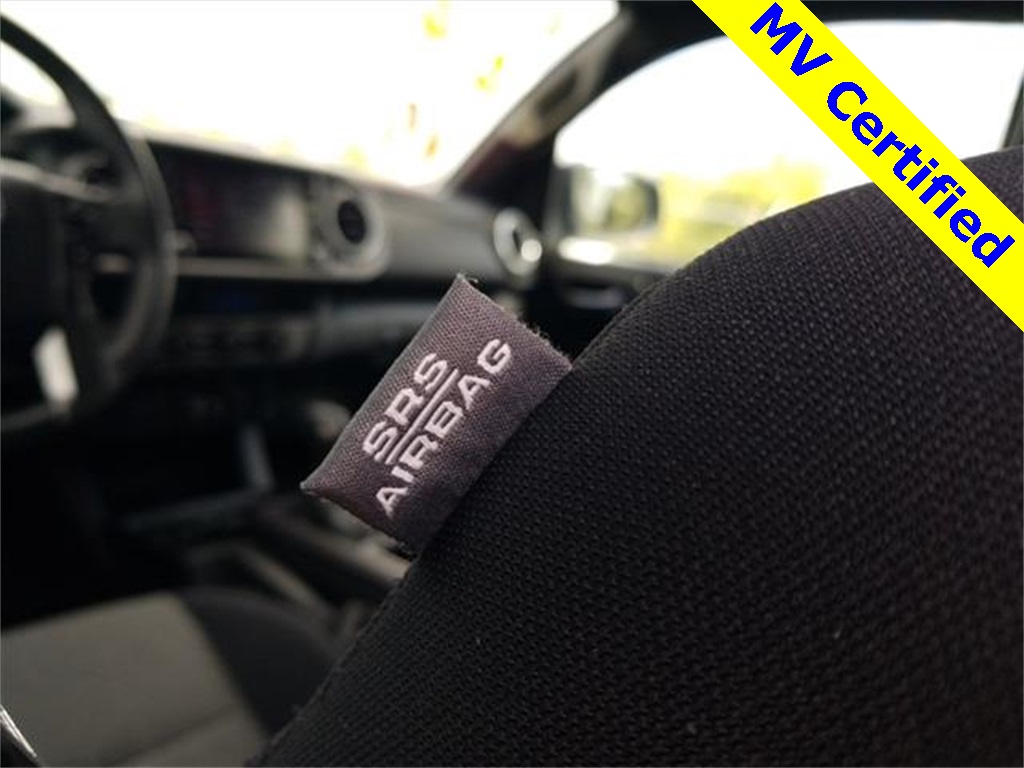 MV Certified
SRS
AIRBAG